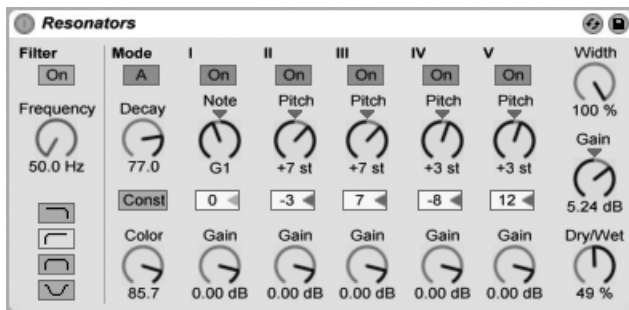 Resonators
Filter Mode I II III IV V Width
On A On On On On On
Frequency Decay Note Pitch Pitch Pitch Pitch 100 %
50.0 Hz 77.0 G1 +7 st +7 st +3 st +3 st Gain
Const 0 -3 7 -8 12 5.24 dB
Color Gain Gain Gain Gain Gain Dry/Wet
85.7 0.00 dB 0.00 dB 0.00 dB 0.00 dB 0.00 dB 49 %